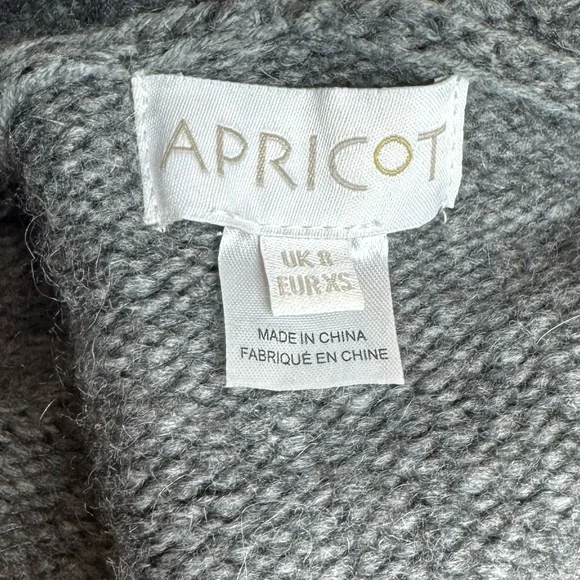 APRICOT
UK 8
EUR XS
MADE IN CHINA
FABRIQUÉ EN CHINE